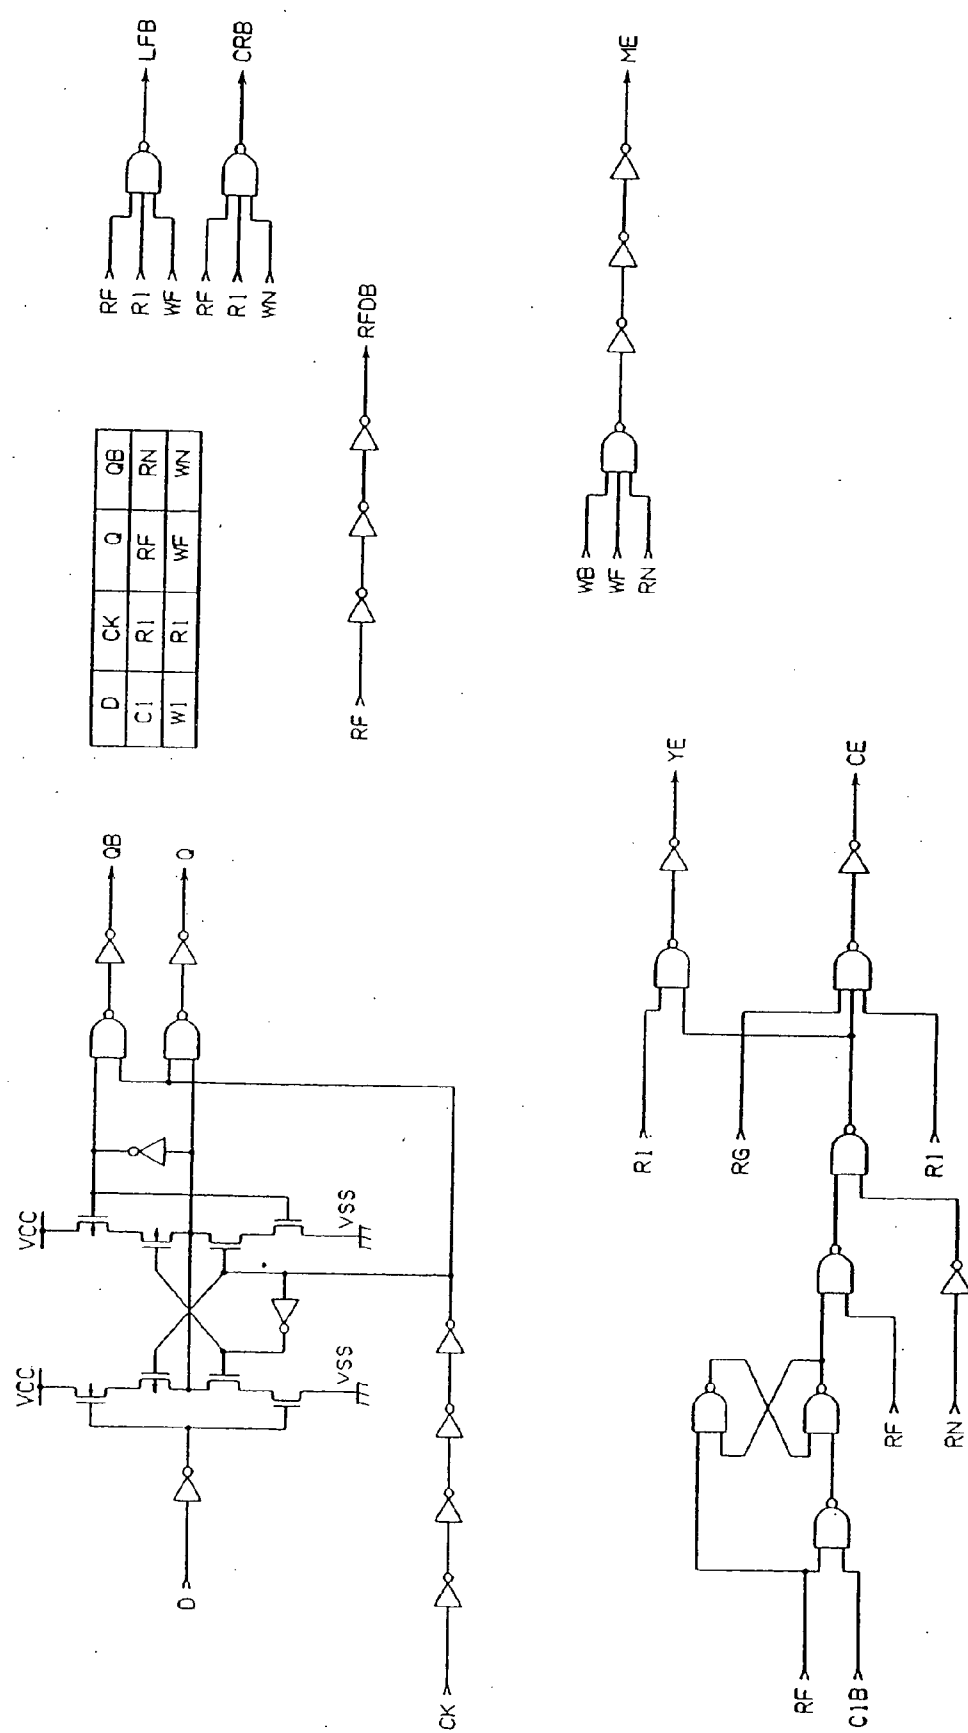 D CK Q QB
C1 R1 RF RN
W1 R1 WF WN
RF
R1
WF
LFB
RF
R1
WN
CRB
RF
RFDB
WB
WF
RN
ME
VCC
VCC
VSS
VSS
D
CK
QB
Q
R1
RG
R1
YE
CE
RF
RN
RF
C1B